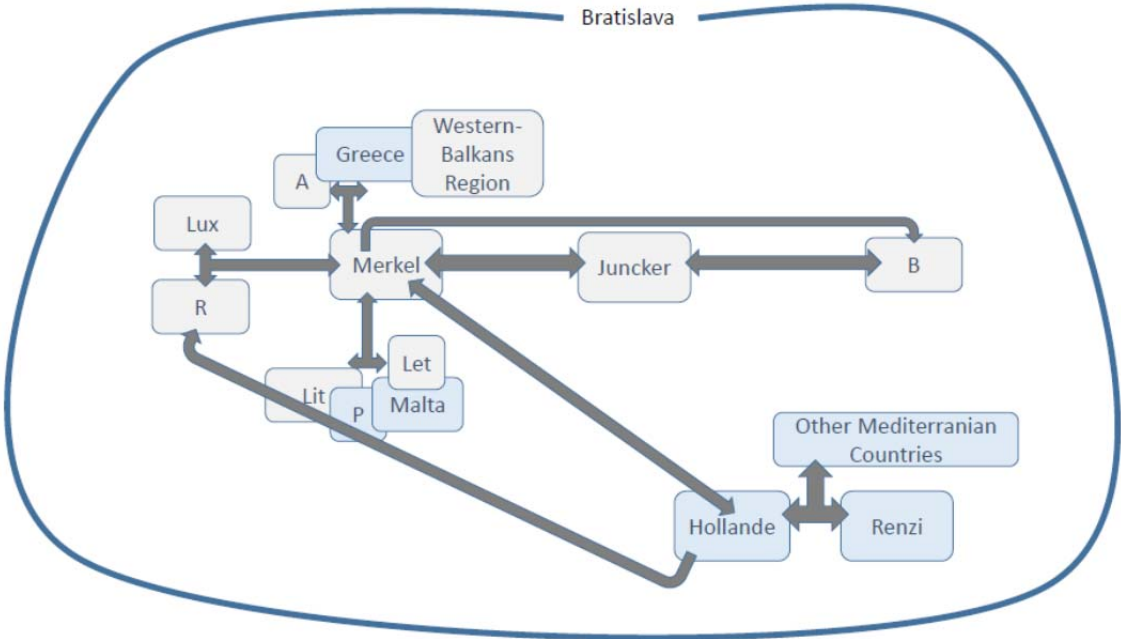 Bratislava
Western-
Balkans
Region
Greece
A
Lux
Merkel
Juncker
B
R
Let
Lit
P
Malta
Other Mediterranian
Countries
Hollande
Renzi